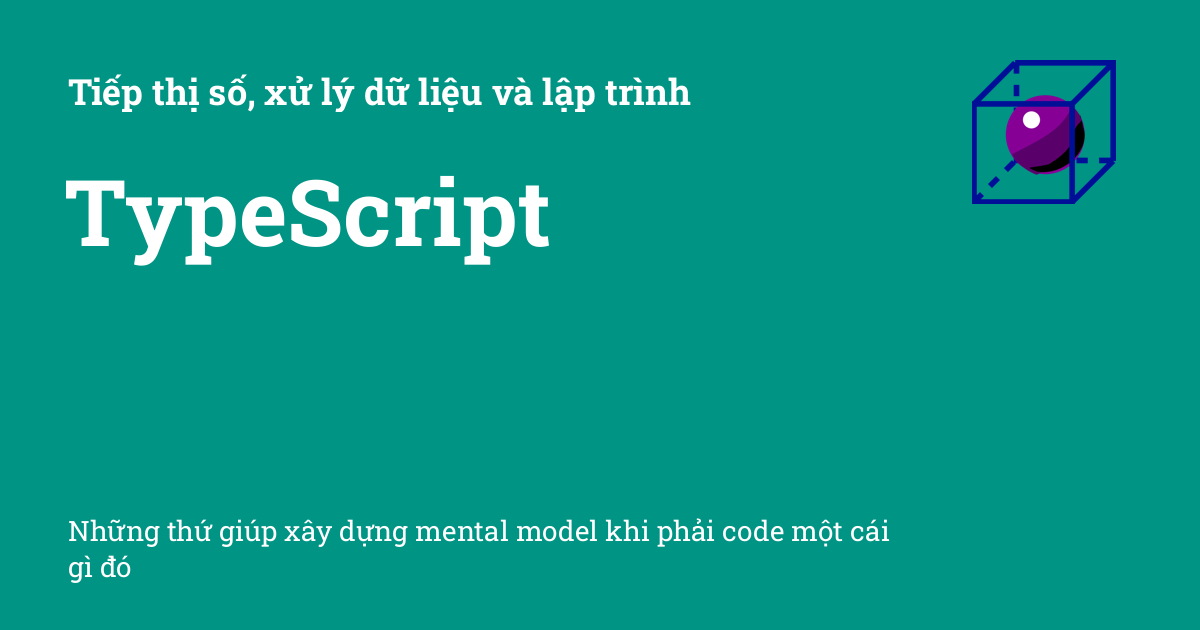 Tiếp thị số, xử lý dữ liệu và lập trình
TypeScript
Những thứ giúp xây dựng mental model khi phải code một cái
gì đó